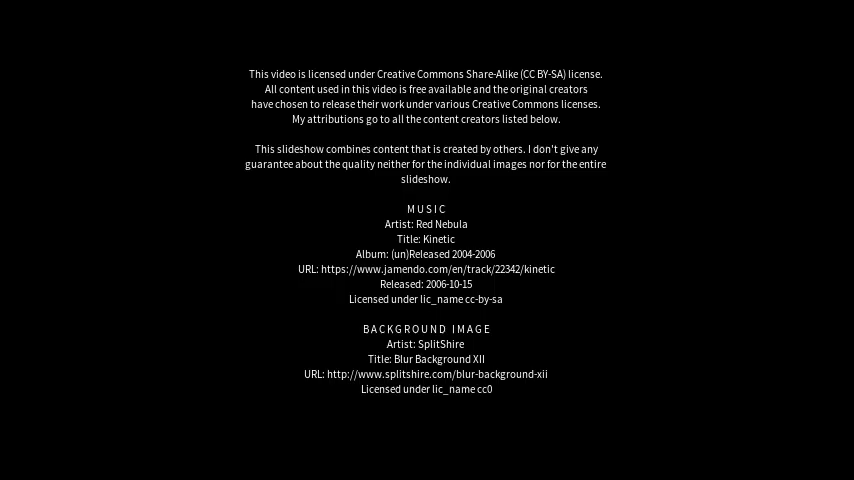 This video is licensed under Creative Commons Share-Alike (CC BY-SA) license.
All content used in this video is free available and the original creators
have chosen to release their work under various Creative Commons licenses.
My attributions go to all the content creators listed below.
This slideshow combines content that is created by others. I don't give any
guarantee about the quality neither for the individual images nor for the entire
slideshow.
MUSIC
Artist: Red Nebula
Title: Kinetic
Album: (un)Released 2004-2006
URL: https://www.jamendo.com/en/track/22342/kinetic
Released: 2006-10-15
Licensed under lic_name cc-by-sa
BACKGROUND IMAGE
Artist: SplitShire
Title: Blur Background XII
URL: http://www.splitshire.com/blur-background-xii
Licensed under lic_name cc0